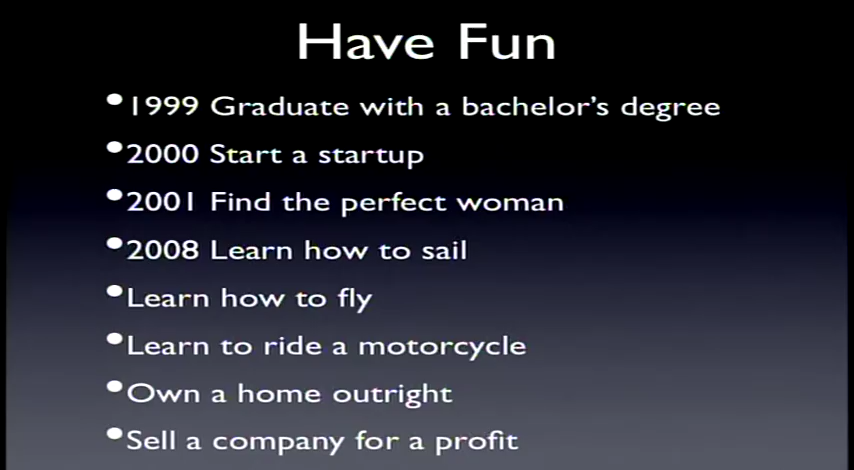 Have Fun
•1999 Graduate with a bachelor's degree
•2000 Start a startup
•2001 Find the perfect woman
•2008 Learn how to sail
•Learn how to fly
•Learn to ride a motorcycle
•Own a home outright
•Sell a company for a profit